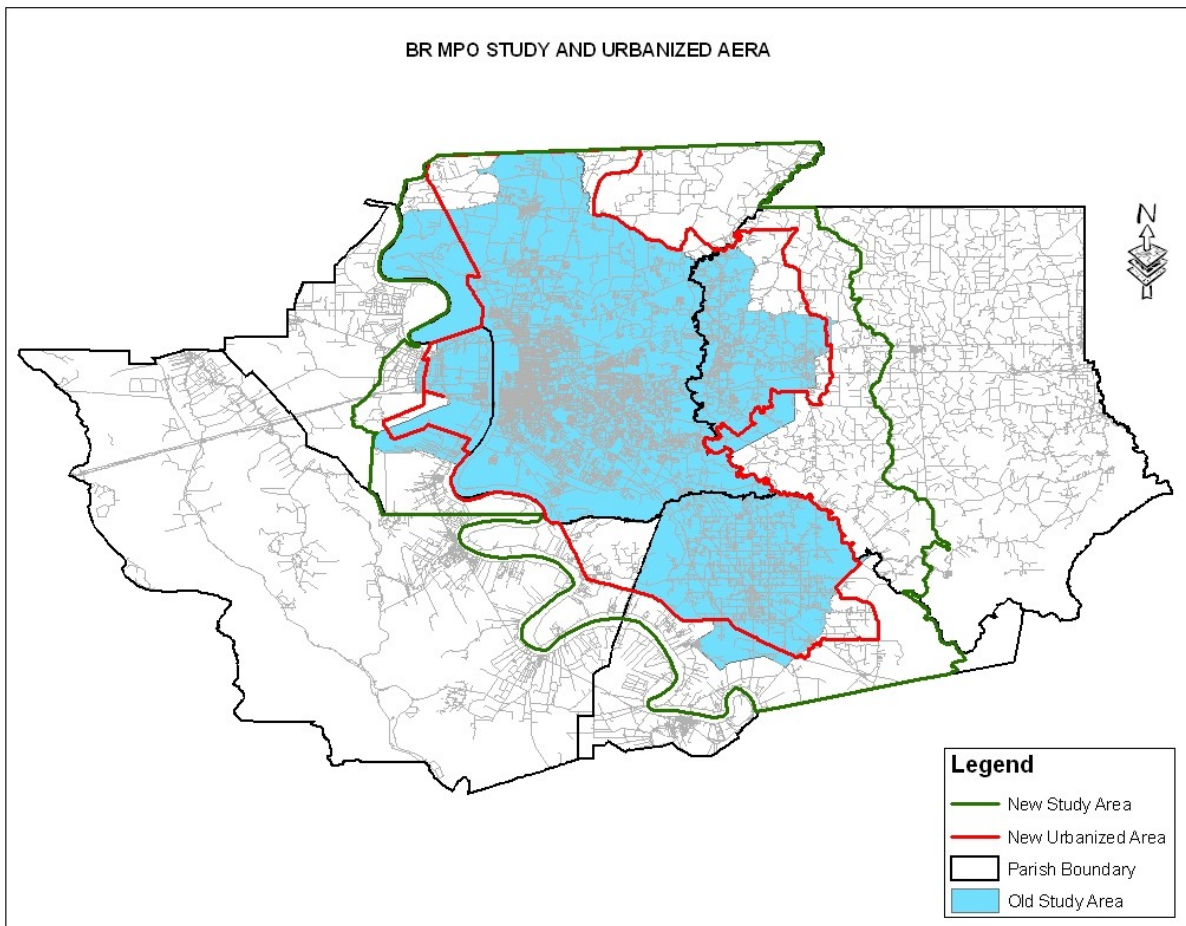 BR MPO STUDY AND URBANIZED AERA
N
Legend
New Study Area
New Urbanized Area
Parish Boundary
Old Study Area